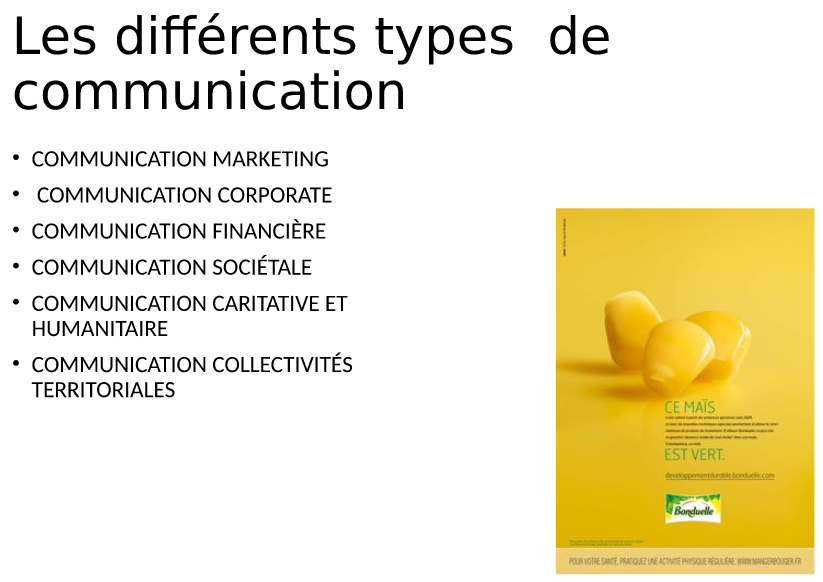 Les différents types  de
communication
• COMMUNICATION MARKETING
•  COMMUNICATION CORPORATE
• COMMUNICATION FINANCIÈRE
• COMMUNICATION SOCIÉTALE
• COMMUNICATION CARITATIVE ET
HUMANITAIRE
• COMMUNICATION COLLECTIVITÉS
TERRITORIALES
CE MAÏS
EST VERT.
developpementdurable.bonduelle.com
Bonduelle
POUR VOTRE SANTÉ, PRATIQUEZ UNE ACTIVITÉ PHYSIQUE RÉGULIÈRE. WWW.MANGERBOUGER.FR